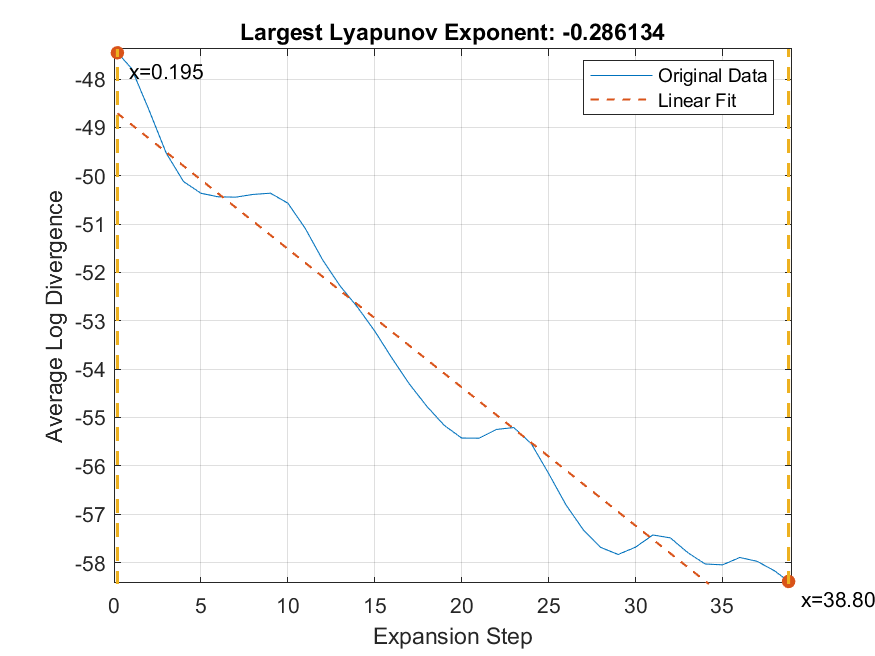 Largest Lyapunov Exponent: -0.286134
x=0.195
Original Data
Linear Fit
-48
-49
-50
-51
-52
-53
-54
-55
-56
-57
-58
Average Log Divergence
0 5 10 15 20 25 30 35
x=38.80
Expansion Step